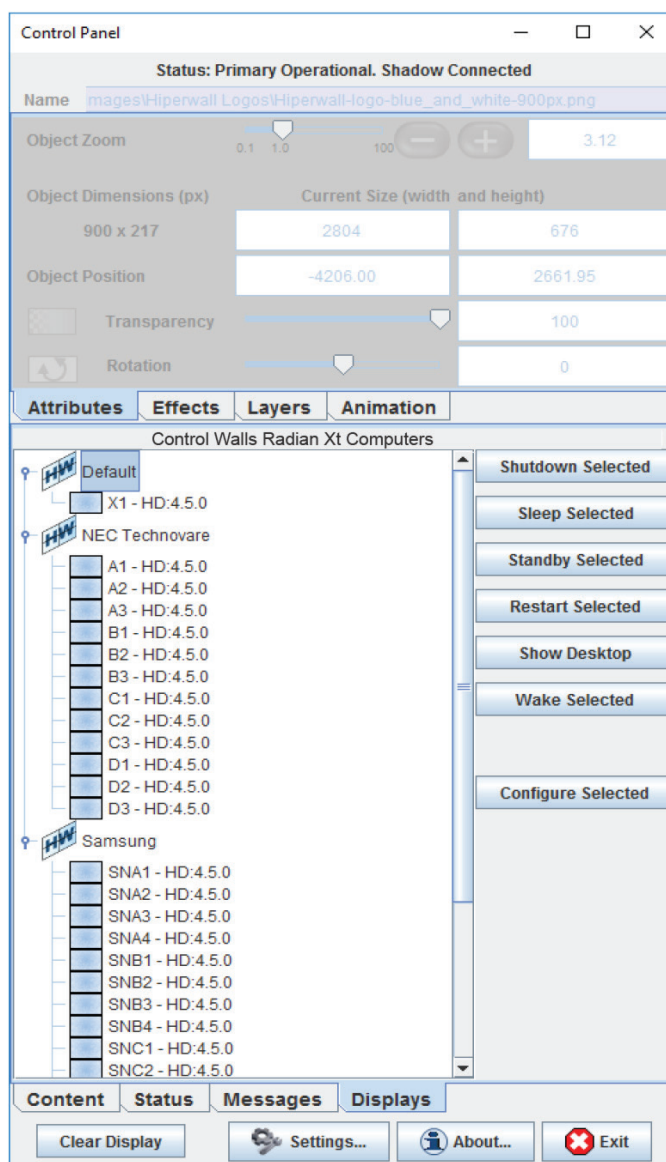 Control Panel
Status: Primary Operational. Shadow Connected
Name mages\Hiperwall Logos\Hiperwall-logo-blue_and_white-900px.png
Object Zoom 0.1 1.0 100 3.12
Object Dimensions (px) Current Size (width and height)
900 x 217 2804 676
Object Position -4206.00 2661.95
Transparency 100
Rotation 0
Attributes Effects Layers Animation
Control Walls Radian Xt Computers
HW Default
X1 - HD:4.5.0
HW NEC Technovare
A1 - HD:4.5.0
A2 - HD:4.5.0
A3 - HD:4.5.0
B1 - HD:4.5.0
B2 - HD:4.5.0
B3 - HD:4.5.0
C1 - HD:4.5.0
C2 - HD:4.5.0
C3 - HD:4.5.0
D1 - HD:4.5.0
D2 - HD:4.5.0
D3 - HD:4.5.0
HW Samsung
SNA1 - HD:4.5.0
SNA2 - HD:4.5.0
SNA3 - HD:4.5.0
SNA4 - HD:4.5.0
SNB1 - HD:4.5.0
SNB2 - HD:4.5.0
SNB3 - HD:4.5.0
SNB4 - HD:4.5.0
SNC1 - HD:4.5.0
SNC2 - HD:4.5.0
Shutdown Selected
Sleep Selected
Standby Selected
Restart Selected
Show Desktop
Wake Selected
Configure Selected
Content Status Messages Displays
Clear Display Settings... About... Exit